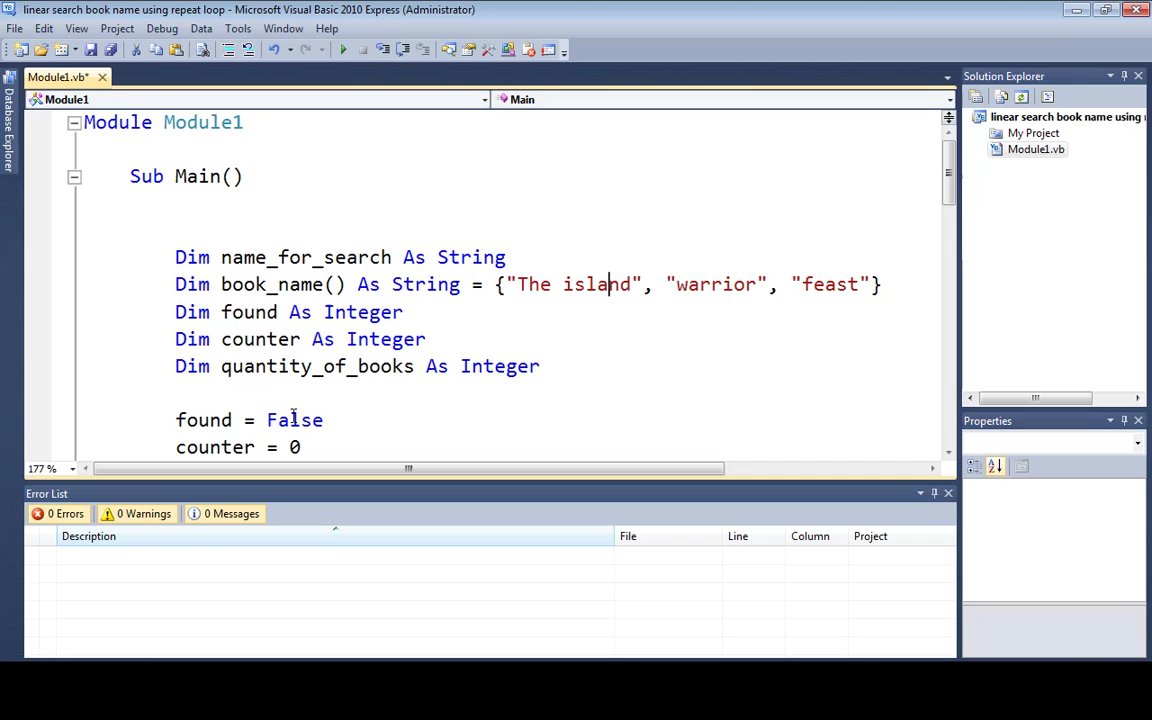 linear search book name using repeat loop - Microsoft Visual Basic 2010 Express (Administrator)
File Edit View Project Debug Data Tools Window Help
Module1.vb*
Solution Explorer
Module1
Main
Database Explorer
Module Module1
Sub Main()
Dim name_for_search As String
Dim book_name() As String = {"The island", "warrior", "feast"}
Dim found As Integer
Dim counter As Integer
Dim quantity_of_books As Integer
found = False
counter = 0
linear search book name using
My Project
Module1.vb
Properties
177 %
Error List
0 Errors 0 Warnings 0 Messages
Description File Line Column Project